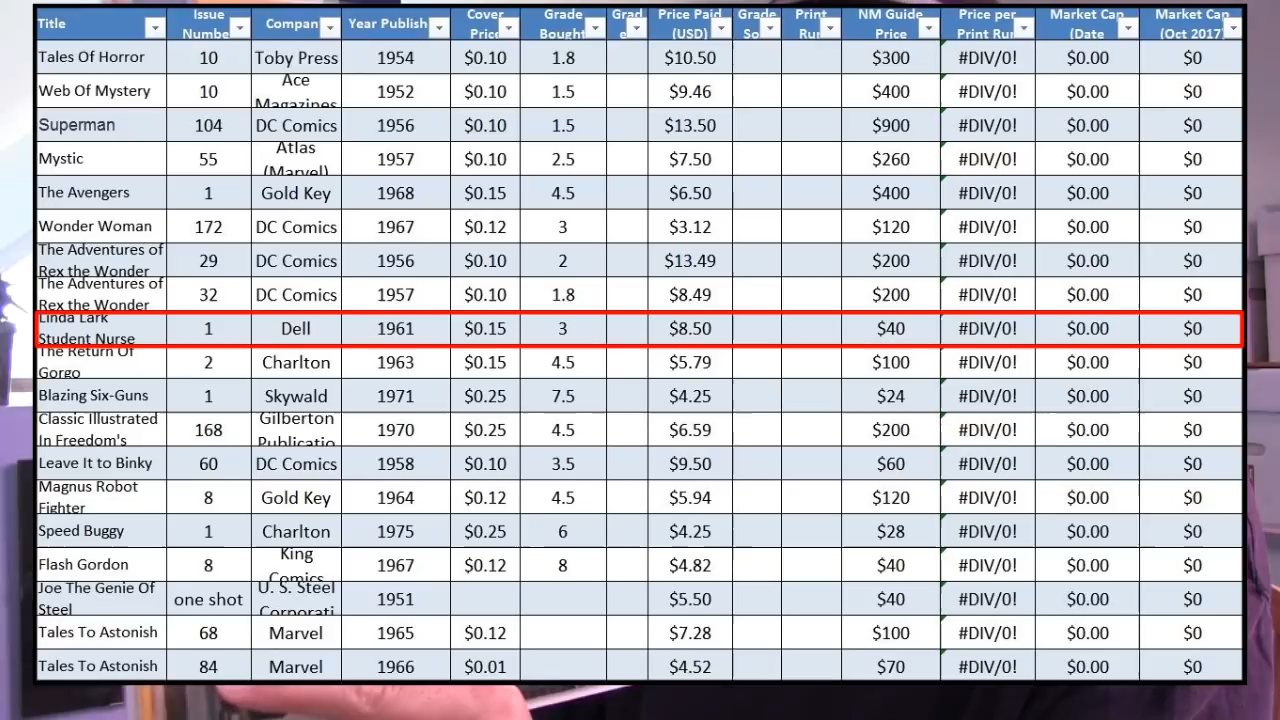 Title Issue Numbe Compan Year Publish Cover Price Grade Bought Grad e Price Paid (USD) Grade So Print Run NM Guide Price Price per Print Run Market Cap (Date Market Cap (Oct 2017)
Tales Of Horror 10 Toby Press 1954 $0.10 1.8 $10.50 $300 #DIV/0! $0.00 $0
Web Of Mystery 10 Ace Magazines 1952 $0.10 1.5 $9.46 $400 #DIV/0! $0.00 $0
Superman 104 DC Comics 1956 $0.10 1.5 $13.50 $900 #DIV/0! $0.00 $0
Mystic 55 Atlas (Marvel) 1957 $0.10 2.5 $7.50 $260 #DIV/0! $0.00 $0
The Avengers 1 Gold Key 1968 $0.15 4.5 $6.50 $400 #DIV/0! $0.00 $0
Wonder Woman 172 DC Comics 1967 $0.12 3 $3.12 $120 #DIV/0! $0.00 $0
The Adventures of Rex the Wonder 29 DC Comics 1956 $0.10 2 $13.49 $200 #DIV/0! $0.00 $0
The Adventures of Rex the Wonder 32 DC Comics 1957 $0.10 1.8 $8.49 $200 #DIV/0! $0.00 $0
Linda Lark Student Nurse 1 Dell 1961 $0.15 3 $8.50 $40 #DIV/0! $0.00 $0
The Return Of Gorgo 2 Charlton 1963 $0.15 4.5 $5.79 $100 #DIV/0! $0.00 $0
Blazing Six-Guns 1 Skywald 1971 $0.25 7.5 $4.25 $24 #DIV/0! $0.00 $0
Classic Illustrated In Freedom's 168 Gilberton Publicatio 1970 $0.25 4.5 $6.59 $200 #DIV/0! $0.00 $0
Leave It to Binky 60 DC Comics 1958 $0.10 3.5 $9.50 $60 #DIV/0! $0.00 $0
Magnus Robot Fighter 8 Gold Key 1964 $0.12 4.5 $5.94 $120 #DIV/0! $0.00 $0
Speed Buggy 1 Charlton 1975 $0.25 6 $4.25 $28 #DIV/0! $0.00 $0
Flash Gordon 8 King Comics 1967 $0.12 8 $4.82 $40 #DIV/0! $0.00 $0
Joe The Genie Of Steel one shot U. S. Steel Corporati 1951 $5.50 $40 #DIV/0! $0.00 $0
Tales To Astonish 68 Marvel 1965 $0.12 $7.28 $100 #DIV/0! $0.00 $0
Tales To Astonish 84 Marvel 1966 $0.01 $4.52 $70 #DIV/0! $0.00 $0